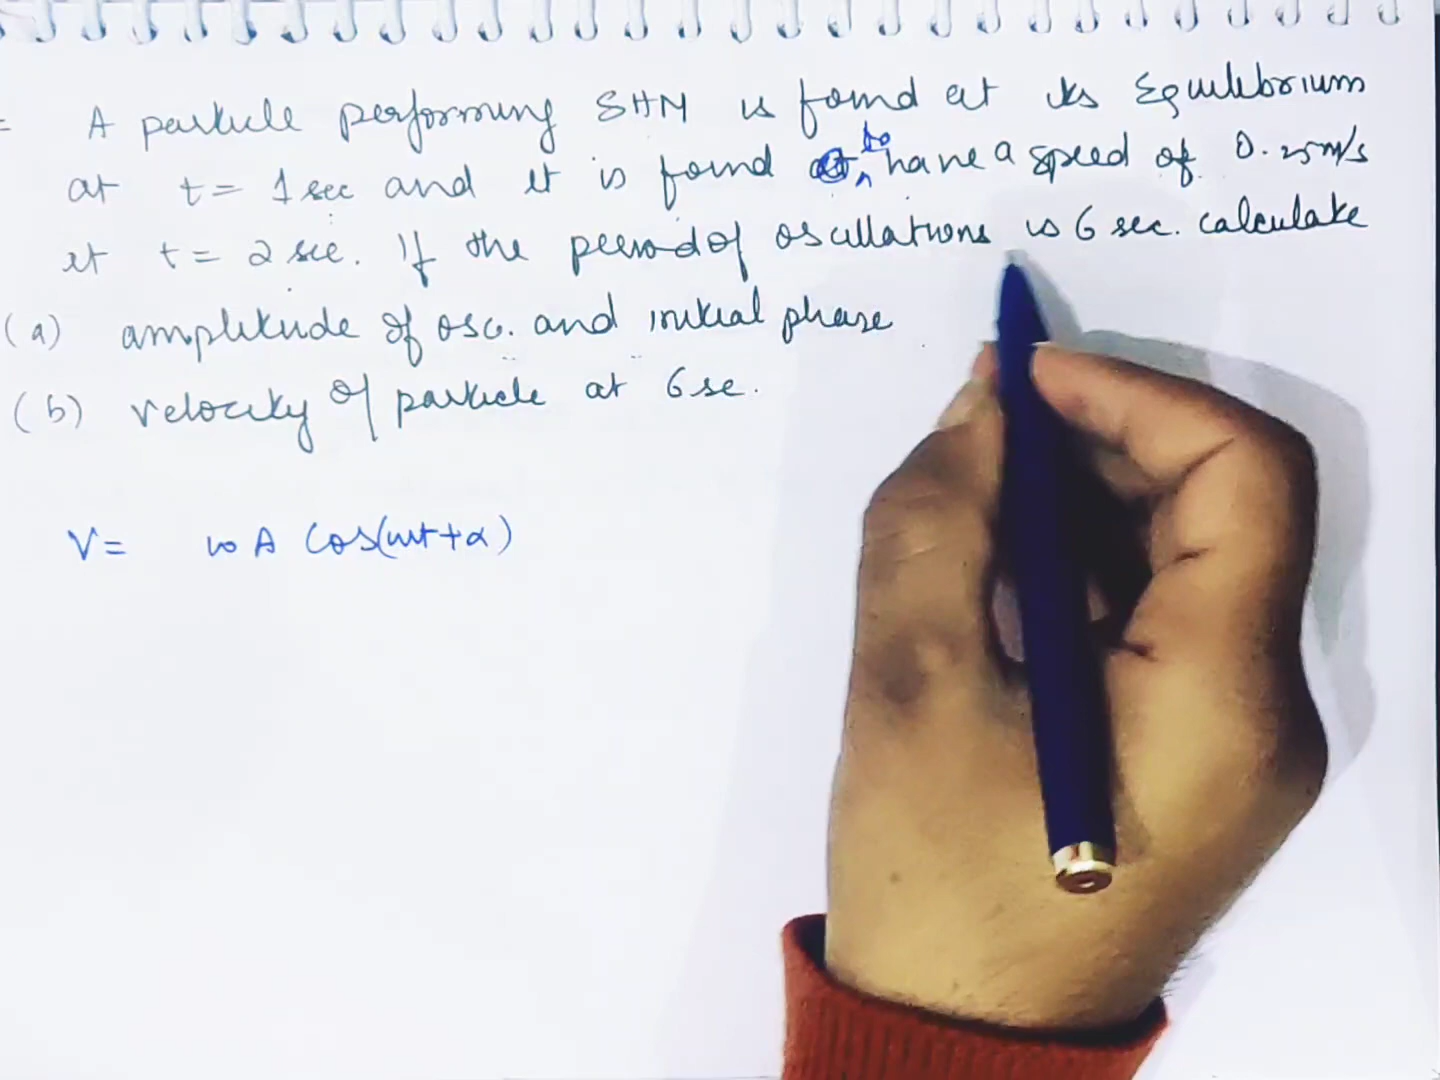 A particle performing SHM is found at its Equilibrium
at t = 1 sec and it is found to have a speed of 0.25 m/s
at t = 2 sec. If the period of oscillations is 6 sec. calculate
(a) amplitude of osc. and initial phase
(b) velocity of particle at 6 se.
V = ωA Cos(ωt+α)